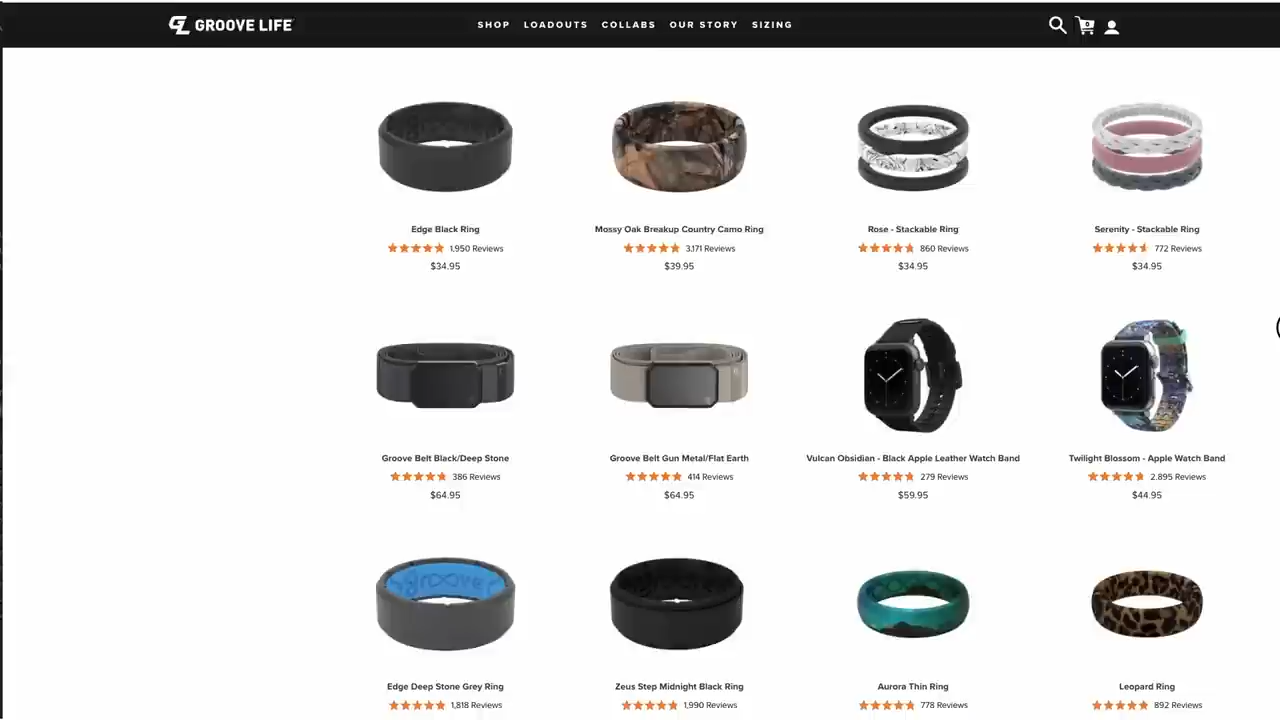 GROOVE LIFE
SHOP LOADOUTS COLLABS OUR STORY SIZING
0
Edge Black Ring
1,950 Reviews
$34.95
Mossy Oak Breakup Country Camo Ring
3,171 Reviews
$39.95
Rose - Stackable Ring
860 Reviews
$34.95
Serenity - Stackable Ring
772 Reviews
$34.95
Groove Belt Black/Deep Stone
386 Reviews
$64.95
Groove Belt Gun Metal/Flat Earth
414 Reviews
$64.95
Vulcan Obsidian - Black Apple Leather Watch Band
279 Reviews
$59.95
Twilight Blossom - Apple Watch Band
2,895 Reviews
$44.95
groove
Edge Deep Stone Grey Ring
1,818 Reviews
Zeus Step Midnight Black Ring
1,990 Reviews
Aurora Thin Ring
778 Reviews
Leopard Ring
892 Reviews